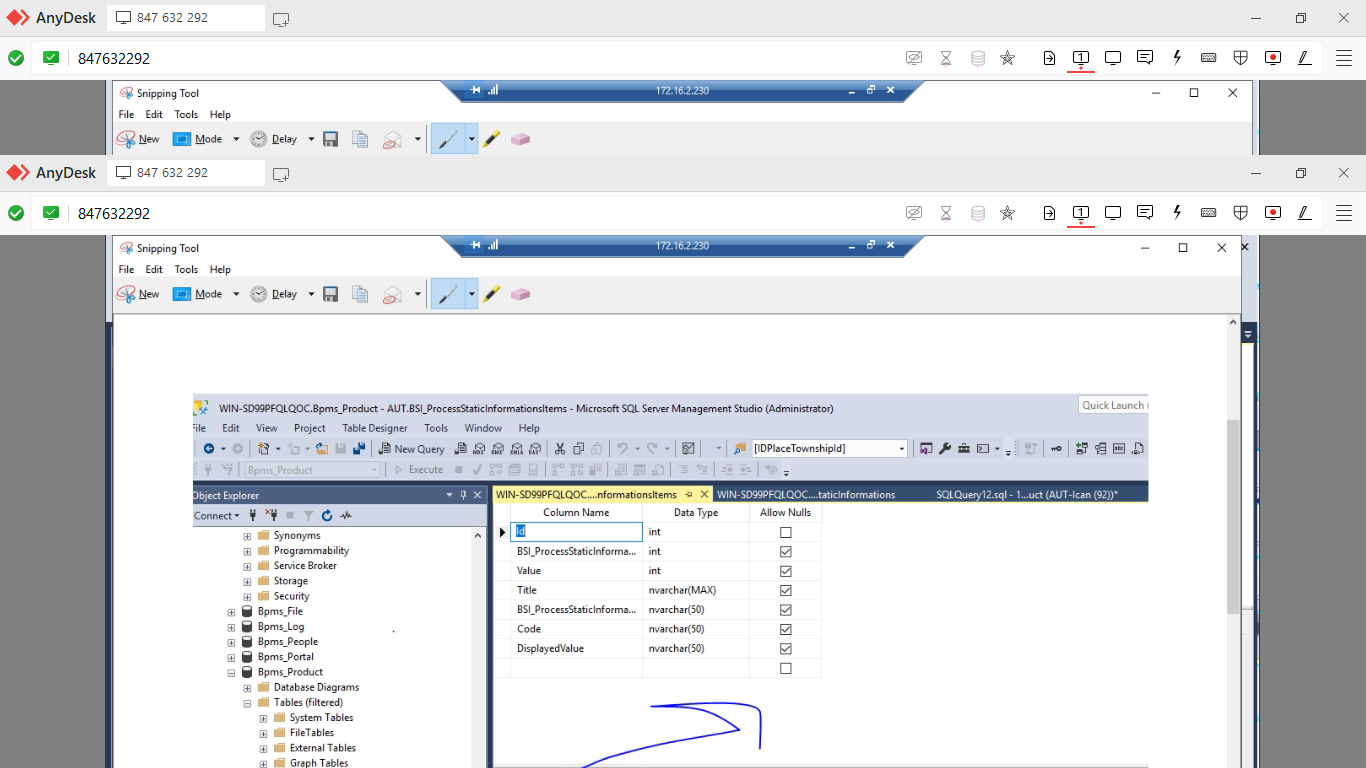 AnyDesk 847 632 292
847632292
Snipping Tool 172.16.2.230
File Edit Tools Help
New Mode Delay
AnyDesk 847 632 292
847632292
Snipping Tool 172.16.2.230
File Edit Tools Help
New Mode Delay
WIN-SD99PFQLQOC.Bpms_Product - AUT.BSI_ProcessStaticInformationsItems - Microsoft SQL Server Management Studio (Administrator) Quick Launch (
File Edit View Project Table Designer Tools Window Help
New Query MDX DMX XMLA DAX [IDPlaceTownshipId]
Bpms_Product Execute
Object Explorer WIN-SD99PFQLQOC....nformationsItems WIN-SD99PFQLQOC....taticInformations SQLQuery12.sql - 1...uct (AUT-Ican (92))*
Connect Column Name Data Type Allow Nulls
Synonyms Id int
Programmability BSI_ProcessStaticInforma... int
Service Broker Value int
Storage Title nvarchar(MAX)
Security
Bpms_File BSI_ProcessStaticInforma... nvarchar(50)
Bpms_Log Code nvarchar(50)
Bpms_People DisplayedValue nvarchar(50)
Bpms_Portal
Bpms_Product
Database Diagrams
Tables (filtered)
System Tables
FileTables
External Tables
Graph Tables